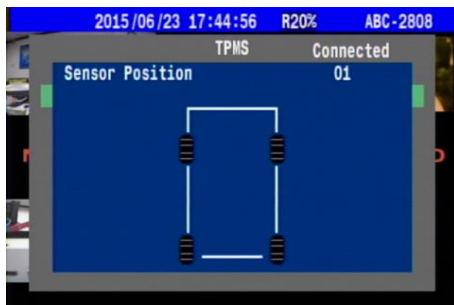 2015/06/23 17:44:56 R20% ABC-2808
TPMS Connected
Sensor Position 01